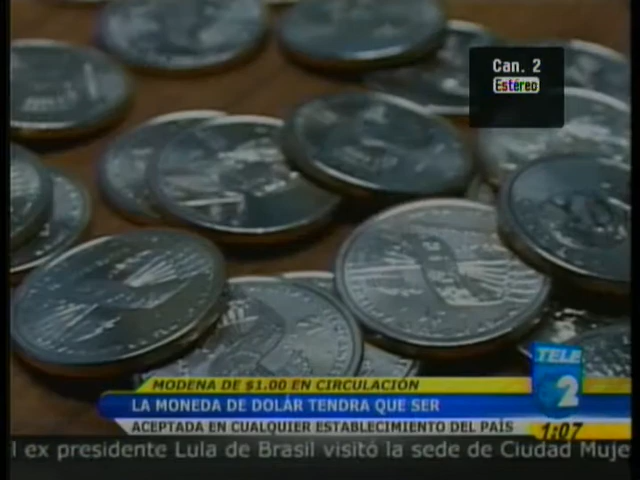 Can. 2
Estéreo
TELE
2
MODENA DE $1.00 EN CIRCULACIÓN
LA MONEDA DE DOLÁR TENDRA QUE SER
ACEPTADA EN CUALQUIER ESTABLECIMIENTO DEL PAÍS
1:07
l ex presidente Lula de Brasil visitó la sede de Ciudad Muje